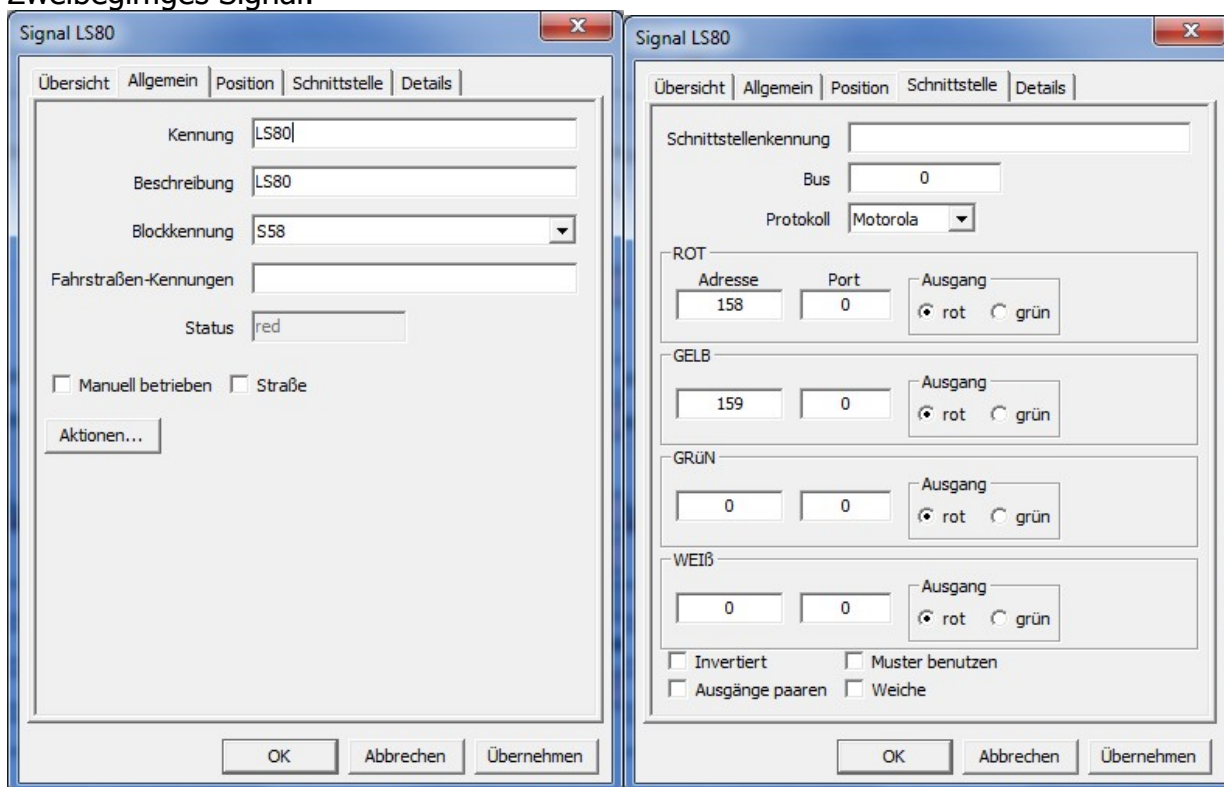 Zweibegriffiges Signal.
Signal LS80
Übersicht Allgemein Position Schnittstelle Details
Kennung LS80
Beschreibung LS80
Blockkennung S58
Fahrstraßen-Kennungen
Status red
Manuell betrieben Straße
Aktionen...
OK Abbrechen Übernehmen
Signal LS80
Übersicht Allgemein Position Schnittstelle Details
Schnittstellenkennung
Bus 0
Protokoll Motorola
ROT
Adresse Port Ausgang
158 0 rot grün
GELB
Ausgang
159 0 rot grün
GRüN
Ausgang
0 0 rot grün
WEIß
Ausgang
0 0 rot grün
Invertiert Muster benutzen
Ausgänge paaren Weiche
OK Abbrechen Übernehmen